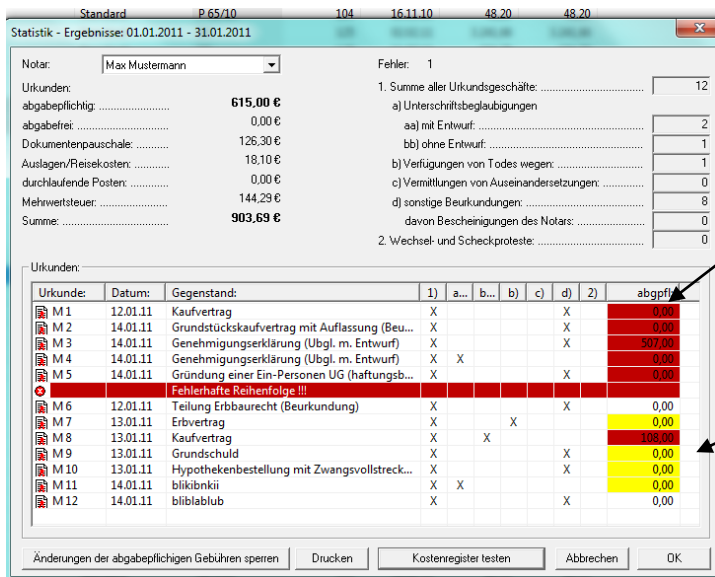 Standard P 65/10 104 16.11.10 48.20 48.20
Statistik - Ergebnisse: 01.01.2011 - 31.01.2011
Notar: Max Mustermann
Urkunden:
abgabepflichtig: 615,00 €
abgabefrei: 0,00 €
Dokumentenpauschale: 126,30 €
Auslagen/Reisekosten: 18,10 €
durchlaufende Posten: 0,00 €
Mehrwertsteuer: 144,29 €
Summe: 903,69 €
Fehler: 1
1. Summe aller Urkundsgeschäfte: 12
a) Unterschriftsbeglaubigungen
aa) mit Entwurf: 2
bb) ohne Entwurf: 1
b) Verfügungen von Todes wegen: 1
c) Vermittlungen von Auseinandersetzungen: 0
d) sonstige Beurkundungen: 8
davon Bescheinigungen des Notars: 0
2. Wechsel- und Scheckproteste: 0
Urkunden:
Urkunde: Datum: Gegenstand: 1) a... b... b) c) d) 2) abgpfl.
M 1 12.01.11 Kaufvertrag X X 0,00
M 2 14.01.11 Grundstückskaufvertrag mit Auflassung (Beu... X X 0,00
M 3 14.01.11 Genehmigungserklärung (Ubgl. m. Entwurf) X X 507,00
M 4 14.01.11 Genehmigungserklärung (Ubgl. m. Entwurf) X X 0,00
M 5 14.01.11 Gründung einer Ein-Personen UG (haftungsb... X X 0,00
Fehlerhafte Reihenfolge !!!
M 6 12.01.11 Teilung Erbbaurecht (Beurkundung) X X 0,00
M 7 13.01.11 Erbvertrag X X 0,00
M 8 13.01.11 Kaufvertrag X X 108,00
M 9 13.01.11 Grundschuld X X 0,00
M 10 13.01.11 Hypothekenbestellung mit Zwangsvollstreck... X X 0,00
M 11 14.01.11 blikibnkii X X 0,00
M 12 14.01.11 bliblablub X X 0,00
Änderungen der abgabepflichigen Gebühren sperren Drucken Kostenregister testen Abbrechen OK